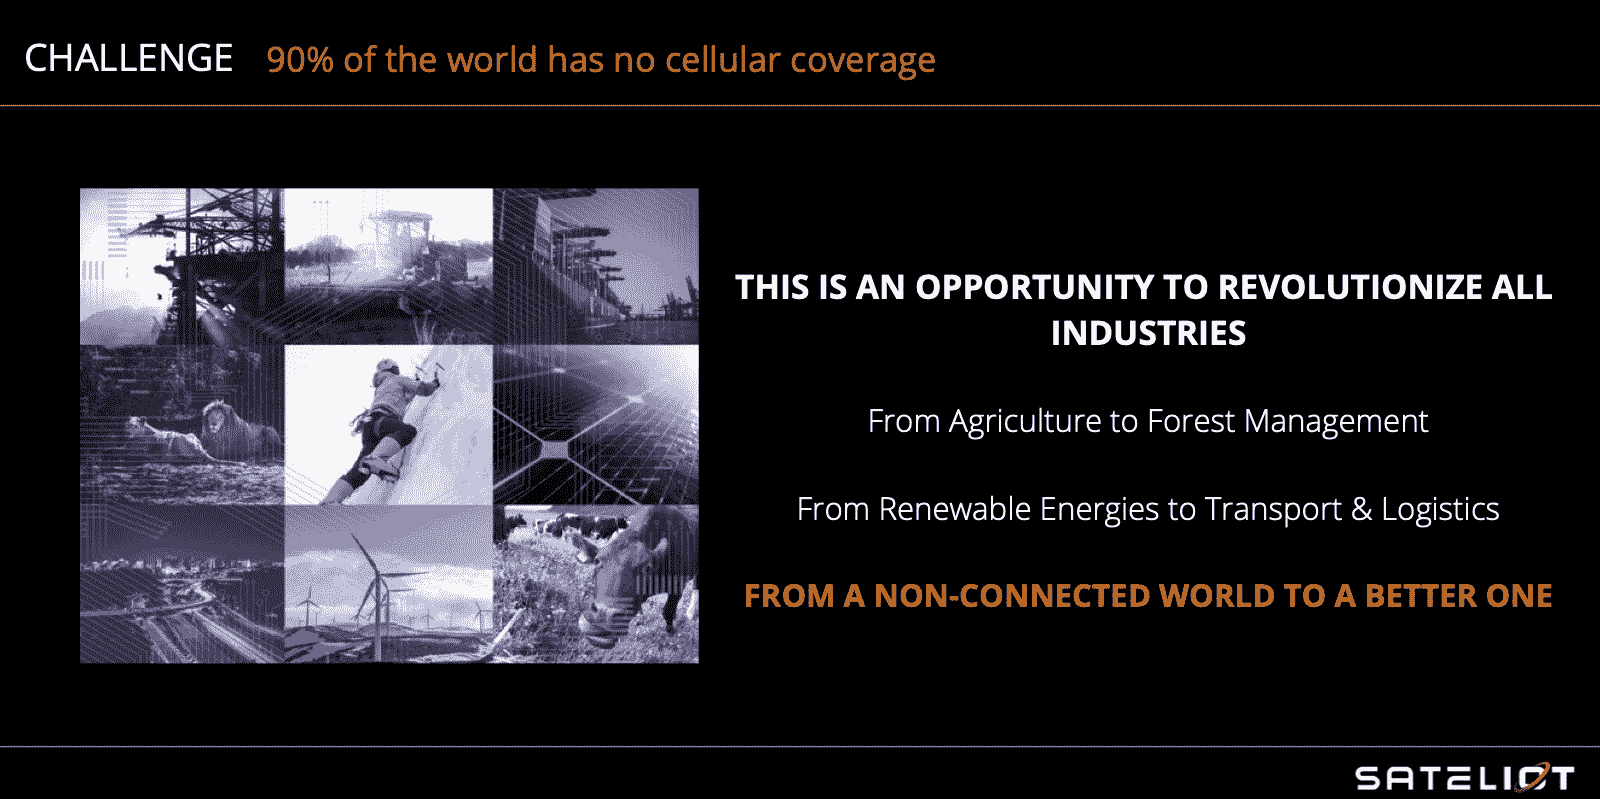 CHALLENGE 90% of the world has no cellular coverage
THIS IS AN OPPORTUNITY TO REVOLUTIONIZE ALL
INDUSTRIES
From Agriculture to Forest Management
From Renewable Energies to Transport & Logistics
FROM A NON-CONNECTED WORLD TO A BETTER ONE
SATELIOT